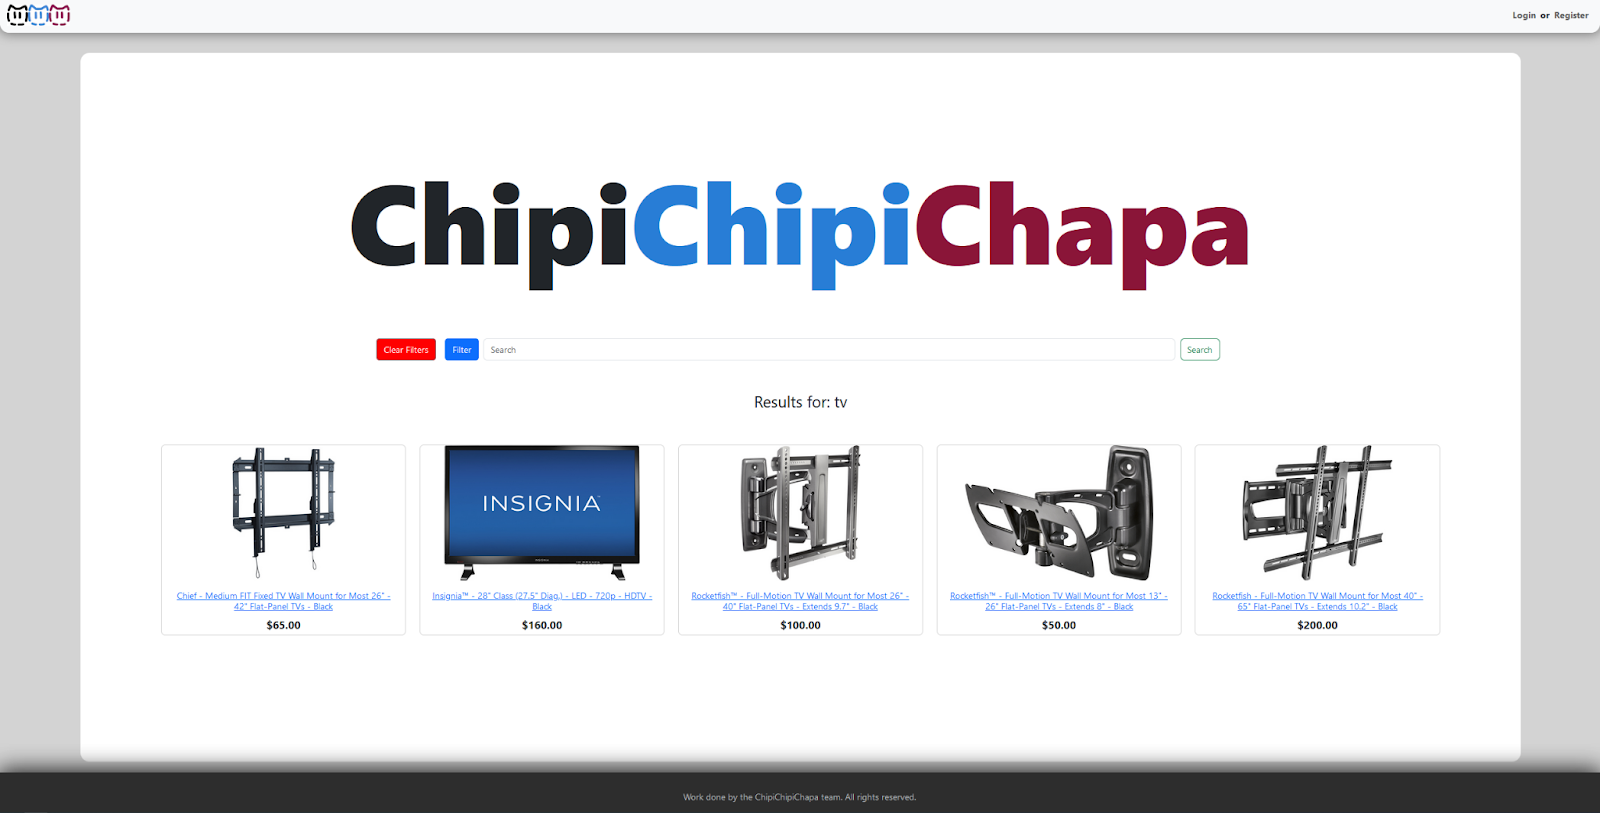 Login or Register
ChipiChipiChapa
Clear Filters Filter Search Search
Results for: tv
INSIGNIA™
Chief - Medium FIT Fixed TV Wall Mount for Most 26" -
42" Flat-Panel TVs - Black
$65.00
Insignia™ - 28" Class (27.5" Diag.) - LED - 720p - HDTV -
Black
$160.00
Rocketfish™ - Full-Motion TV Wall Mount for Most 26" -
40" Flat-Panel TVs - Extends 9.7" - Black
$100.00
Rocketfish™ - Full-Motion TV Wall Mount for Most 13" -
26" Flat-Panel TVs - Extends 8" - Black
$50.00
Rocketfish - Full-Motion TV Wall Mount for Most 40" -
65" Flat-Panel TVs - Extends 10.2" - Black
$200.00
Work done by the ChipiChipiChapa team. All rights reserved.